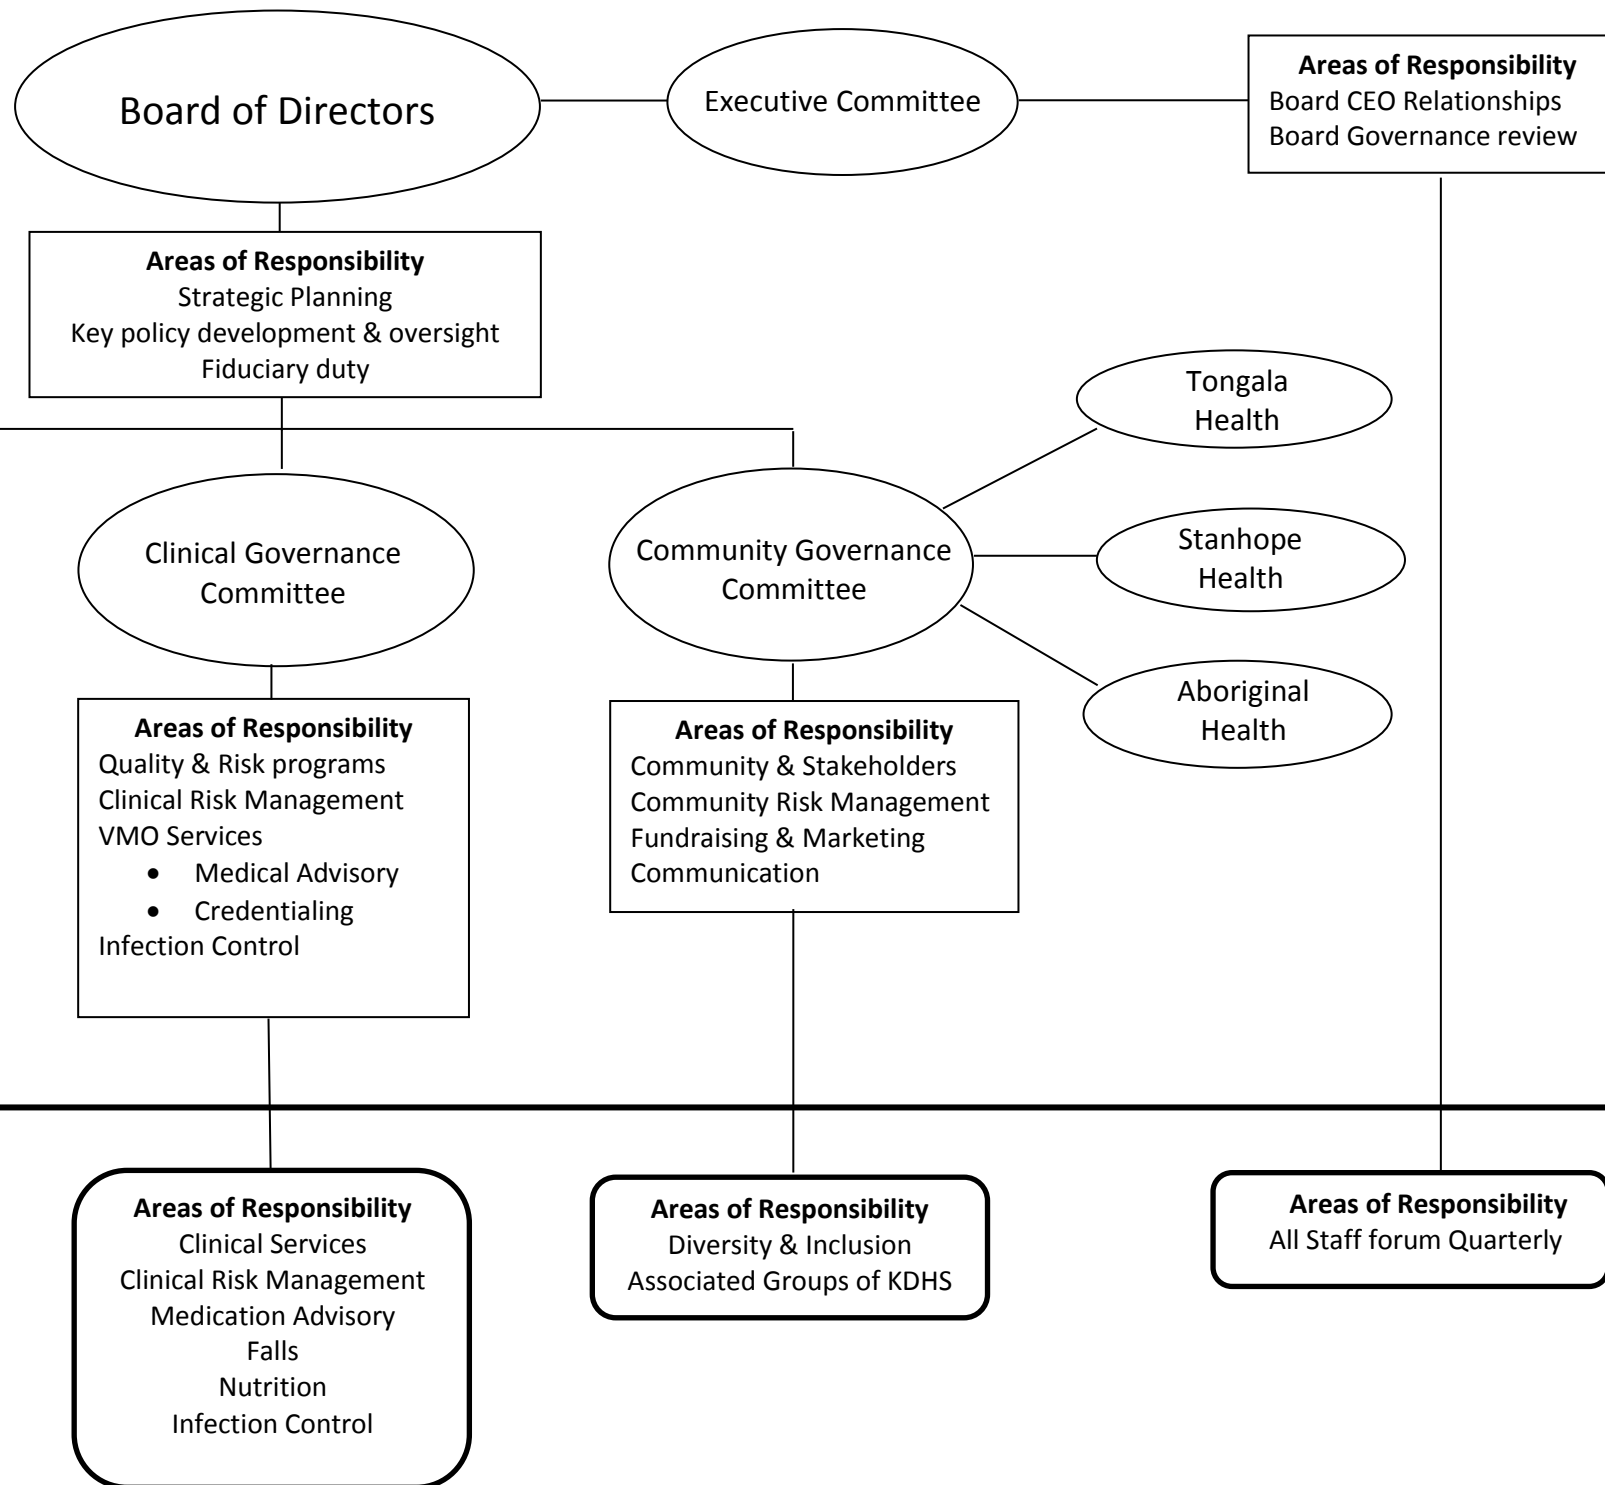 Board of Directors
Executive Committee
Areas of Responsibility
Board CEO Relationships
Board Governance review
Areas of Responsibility
Strategic Planning
Key policy development & oversight
Fiduciary duty
Tongala
Health
Stanhope
Health
Aboriginal
Health
Clinical Governance
Committee
Community Governance
Committee
Areas of Responsibility
Quality & Risk programs
Clinical Risk Management
VMO Services
• Medical Advisory
• Credentialing
Infection Control
Areas of Responsibility
Community & Stakeholders
Community Risk Management
Fundraising & Marketing
Communication
Areas of Responsibility
Clinical Services
Clinical Risk Management
Medication Advisory
Falls
Nutrition
Infection Control
Areas of Responsibility
Diversity & Inclusion
Associated Groups of KDHS
Areas of Responsibility
All Staff forum Quarterly